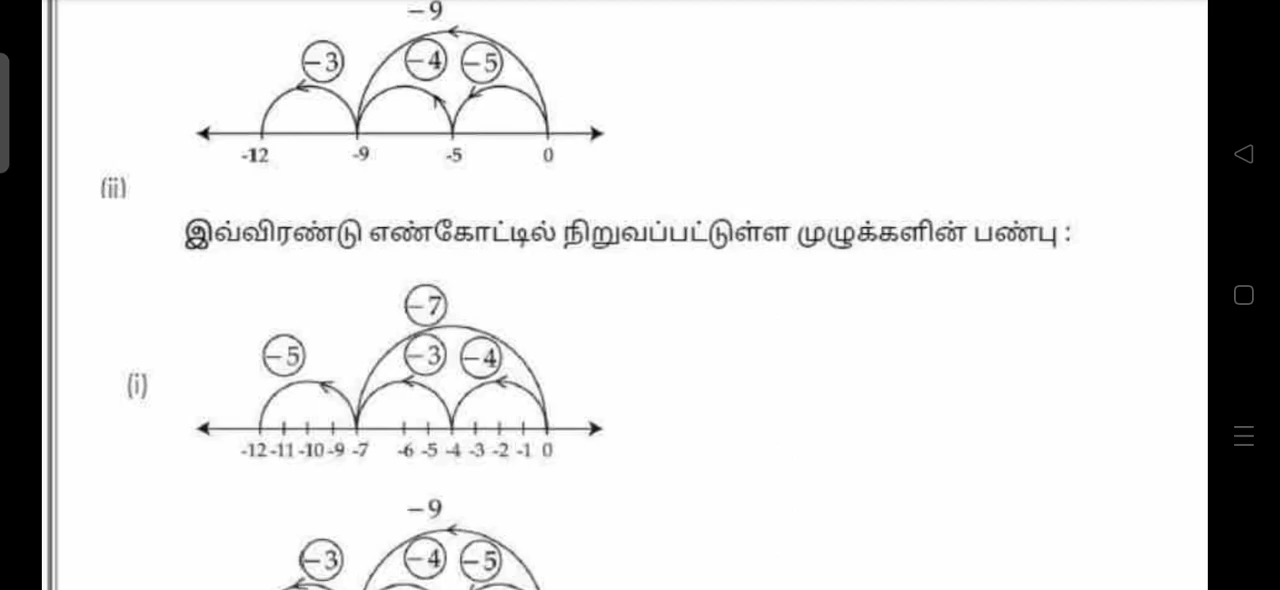 −9
−3 −4 −5
-12 -9 -5 0
(ii)
இவ்விரண்டு எண்கோட்டில் நிறுவப்பட்டுள்ள முழுக்களின் பண்பு :
−7
−5 −3 −4
(i)
-12 -11 -10 -9 -7 -6 -5 -4 -3 -2 -1 0
−9
−3 −4 −5